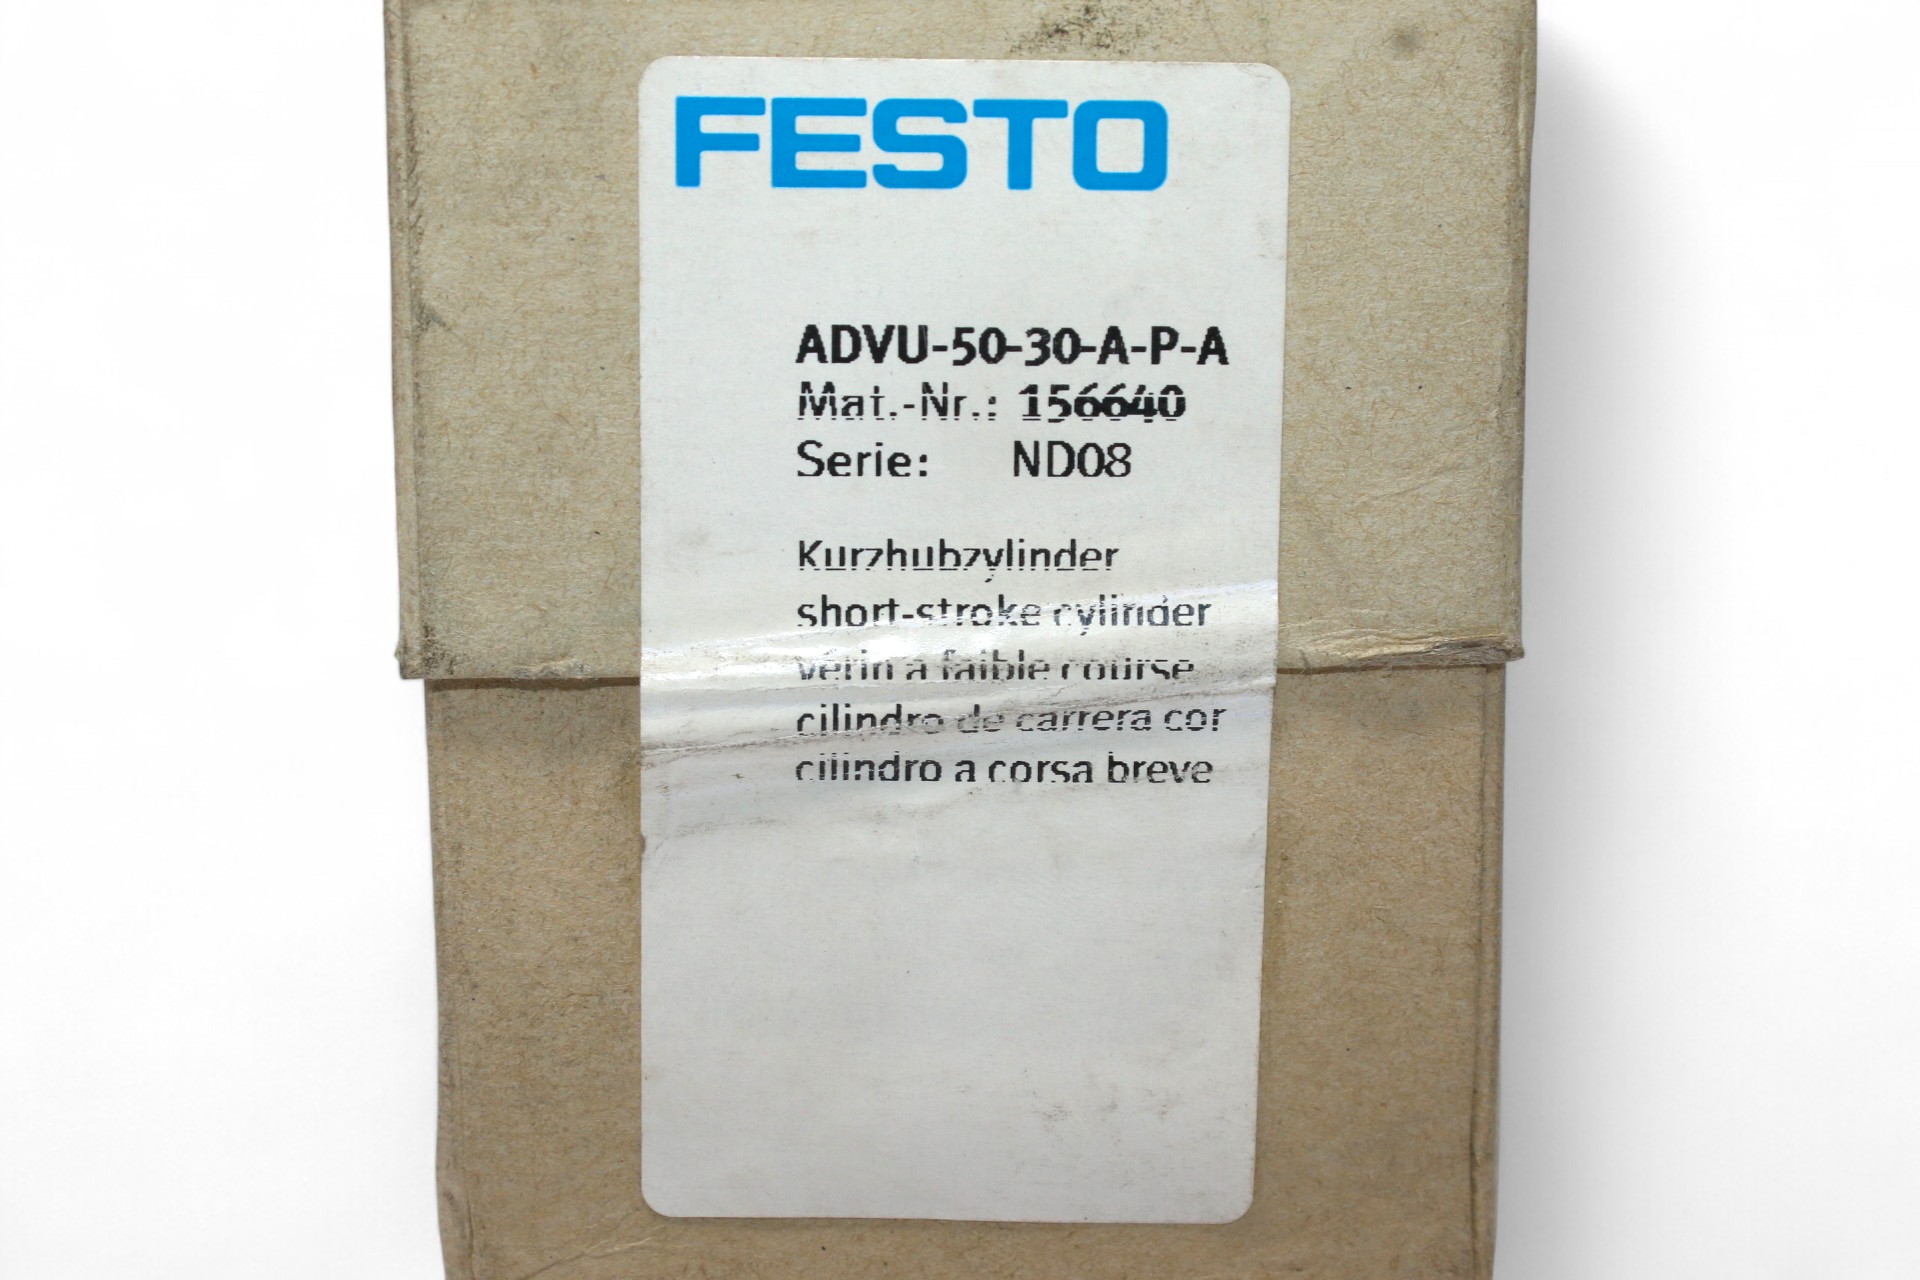 FESTO
ADVU-50-30-A-P-A
Mat.-Nr.: 156640
Serie: ND08
Kurzhubzylinder
short-stroke cylinder
vérin a faible course
cilindro de carrera cor
cilindro a corsa breve